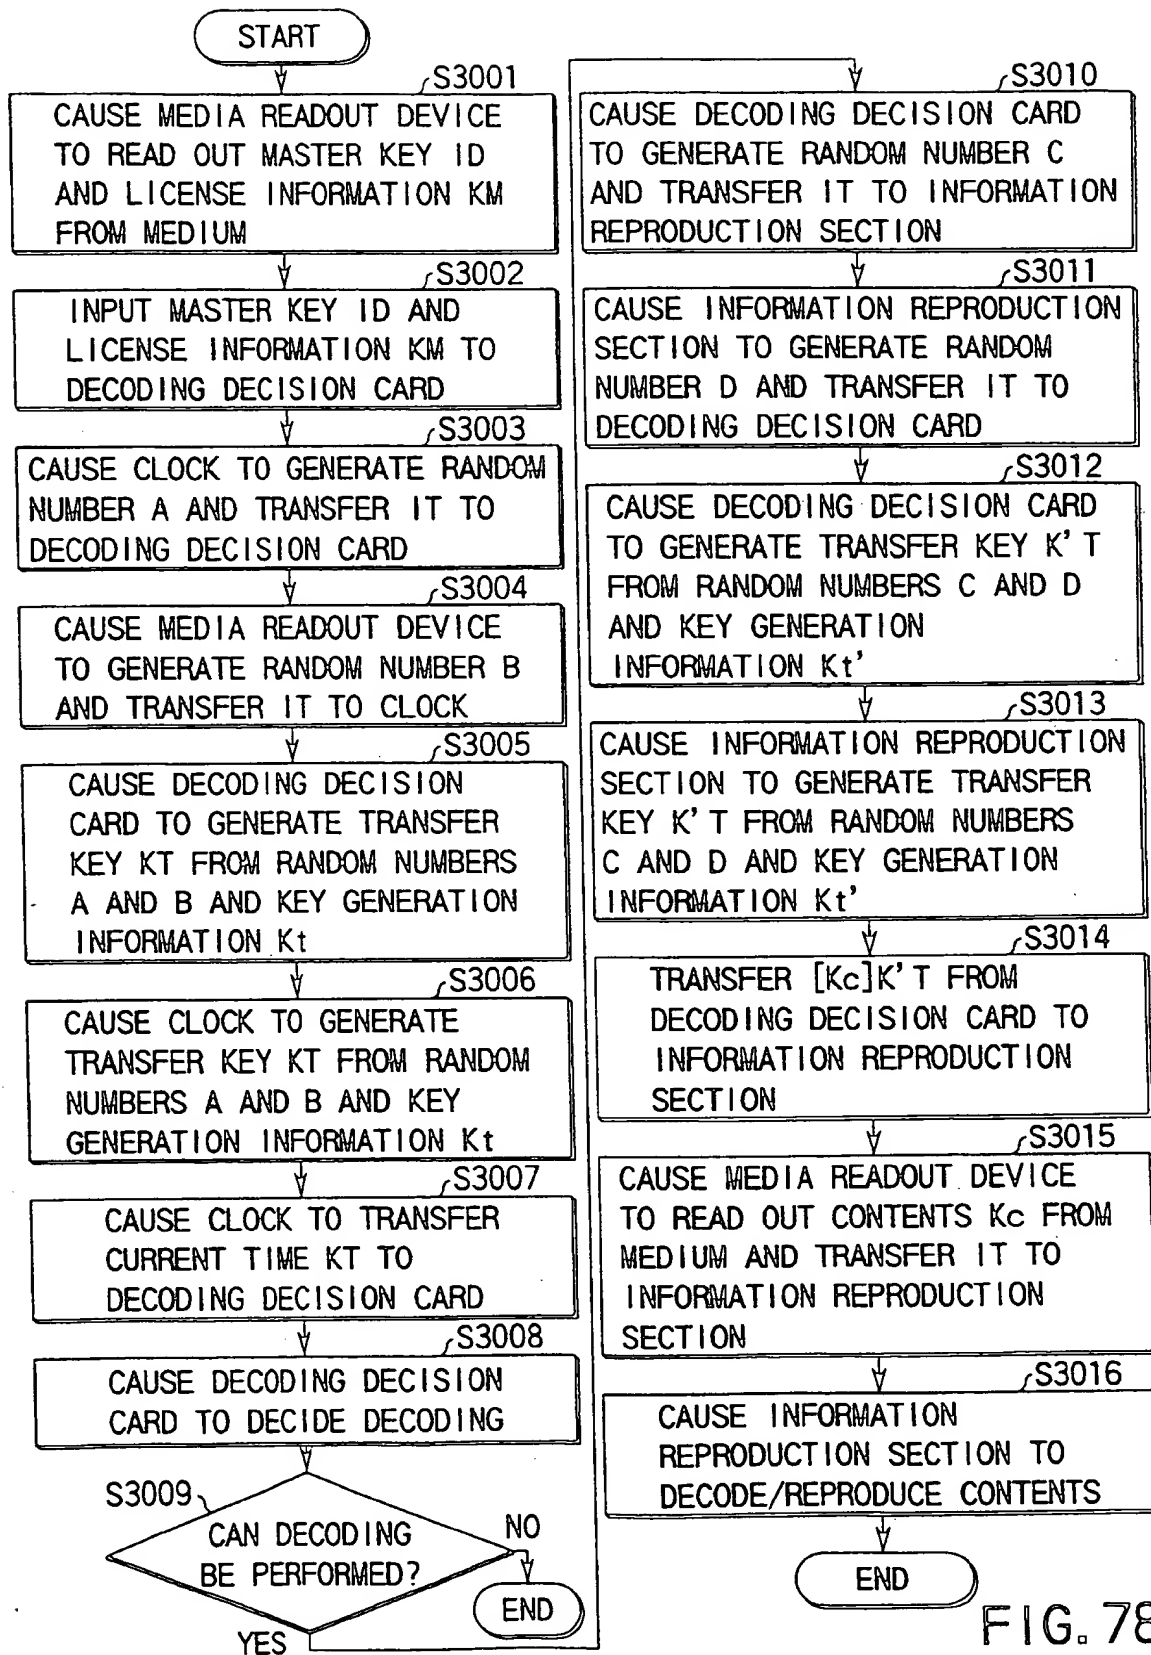 START
S3001
CAUSE MEDIA READOUT DEVICE
TO READ OUT MASTER KEY ID
AND LICENSE INFORMATION KM
FROM MEDIUM
S3002
INPUT MASTER KEY ID AND
LICENSE INFORMATION KM TO
DECODING DECISION CARD
S3003
CAUSE CLOCK TO GENERATE RANDOM
NUMBER A AND TRANSFER IT TO
DECODING DECISION CARD
S3004
CAUSE MEDIA READOUT DEVICE
TO GENERATE RANDOM NUMBER B
AND TRANSFER IT TO CLOCK
S3005
CAUSE DECODING DECISION
CARD TO GENERATE TRANSFER
KEY KT FROM RANDOM NUMBERS
A AND B AND KEY GENERATION
INFORMATION Kt
S3006
CAUSE CLOCK TO GENERATE
TRANSFER KEY KT FROM RANDOM
NUMBERS A AND B AND KEY
GENERATION INFORMATION Kt
S3007
CAUSE CLOCK TO TRANSFER
CURRENT TIME KT TO
DECODING DECISION CARD
S3008
CAUSE DECODING DECISION
CARD TO DECIDE DECODING
S3009
CAN DECODING
BE PERFORMED?
NO
END
YES
S3010
CAUSE DECODING DECISION CARD
TO GENERATE RANDOM NUMBER C
AND TRANSFER IT TO INFORMATION
REPRODUCTION SECTION
S3011
CAUSE INFORMATION REPRODUCTION
SECTION TO GENERATE RANDOM
NUMBER D AND TRANSFER IT TO
DECODING DECISION CARD
S3012
CAUSE DECODING DECISION CARD
TO GENERATE TRANSFER KEY K'T
FROM RANDOM NUMBERS C AND D
AND KEY GENERATION
INFORMATION Kt'
S3013
CAUSE INFORMATION REPRODUCTION
SECTION TO GENERATE TRANSFER
KEY K'T FROM RANDOM NUMBERS
C AND D AND KEY GENERATION
INFORMATION Kt'
S3014
TRANSFER [Kc]K'T FROM
DECODING DECISION CARD TO
INFORMATION REPRODUCTION
SECTION
S3015
CAUSE MEDIA READOUT DEVICE
TO READ OUT CONTENTS Kc FROM
MEDIUM AND TRANSFER IT TO
INFORMATION REPRODUCTION
SECTION
S3016
CAUSE INFORMATION
REPRODUCTION SECTION TO
DECODE/REPRODUCE CONTENTS
END
FIG. 78